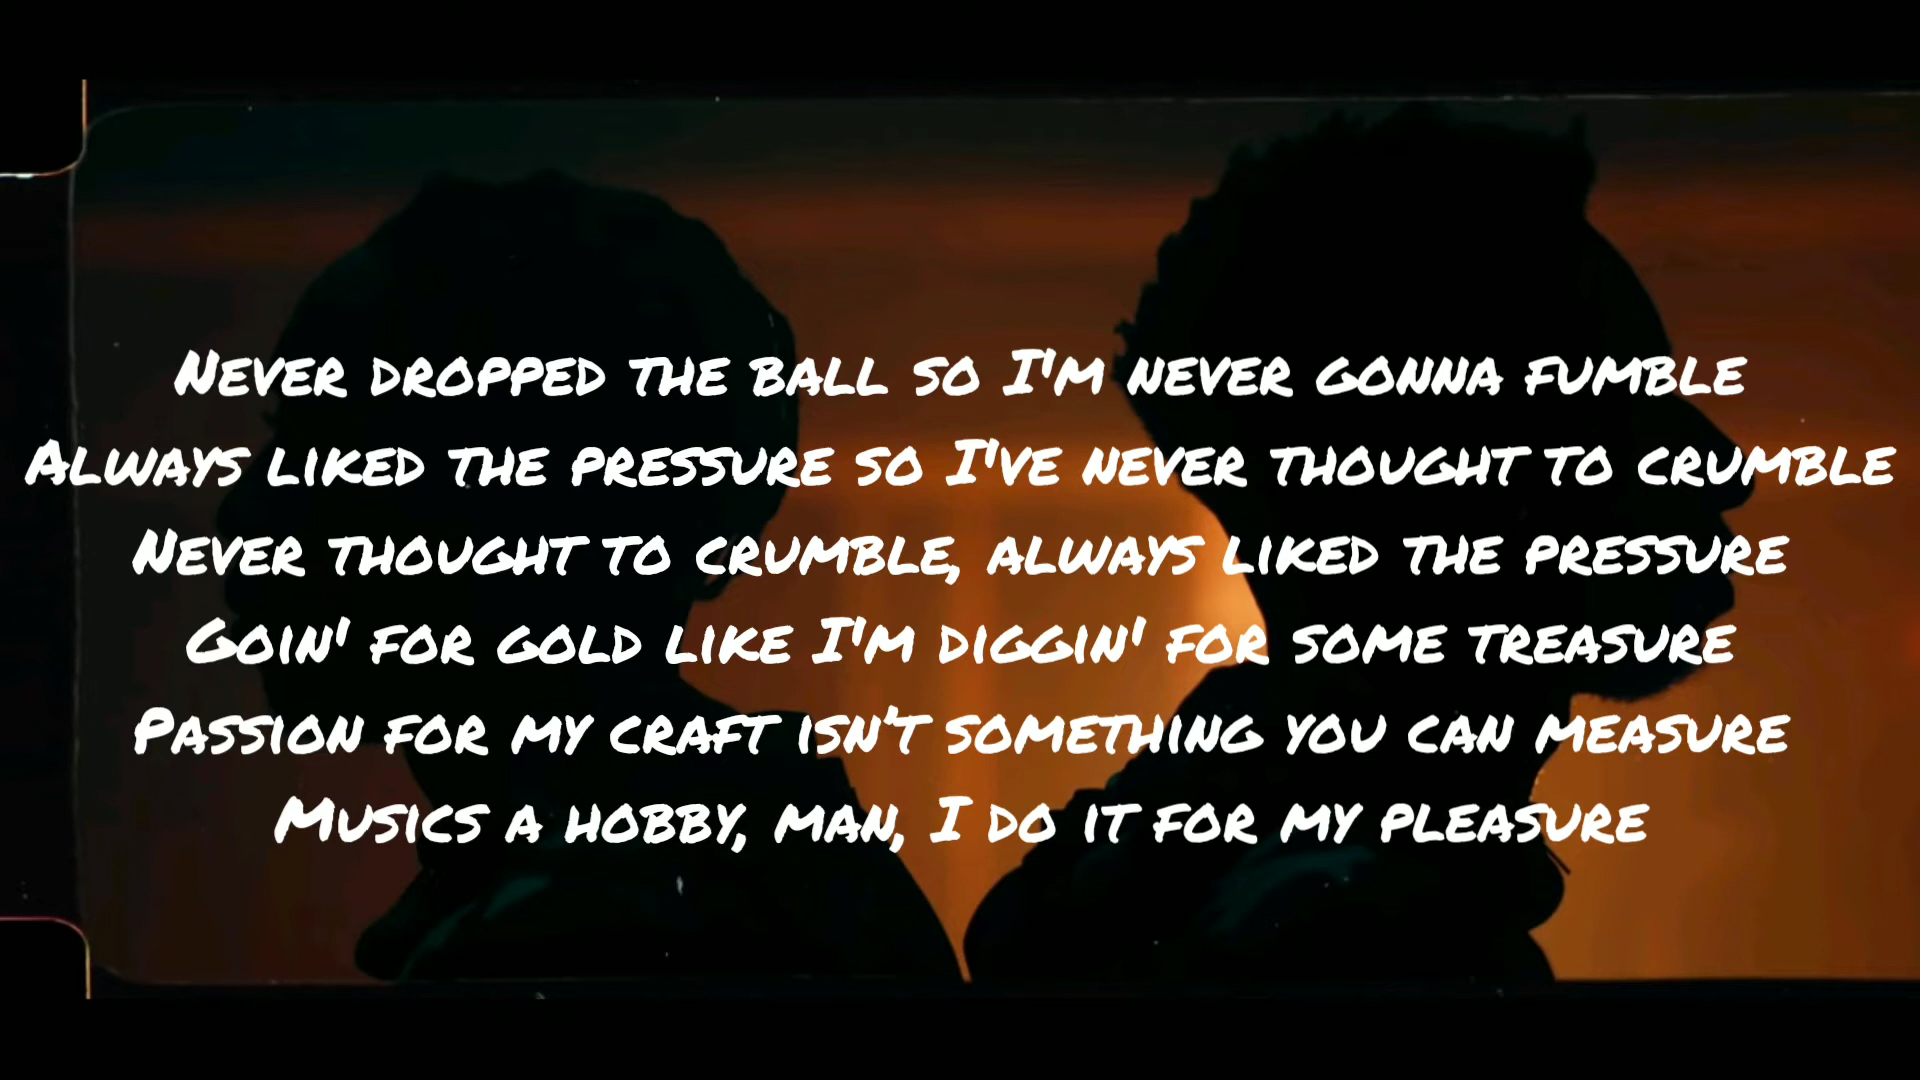 Never dropped the ball so I'm never gonna fumble
Always liked the pressure so I've never thought to crumble
Never thought to crumble, always liked the pressure
Goin' for gold like I'm diggin' for some treasure
Passion for my craft isn't something you can measure
Musics a hobby, man, I do it for my pleasure